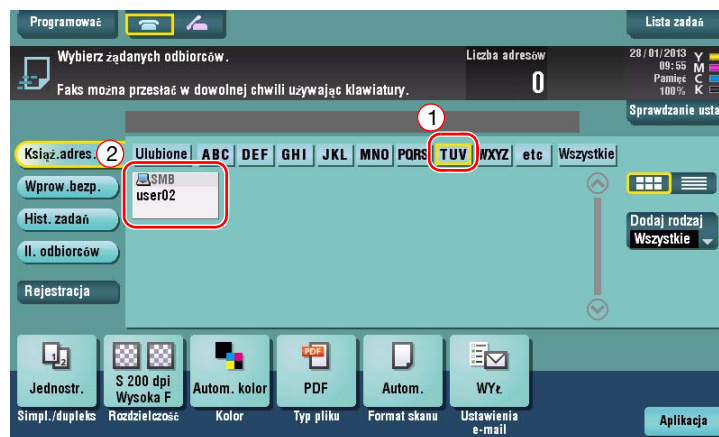 Programować
Lista zadań
Wybierz żądanych odbiorców.
Liczba adresów
28/01/2013
09:55
Pamięć
100%
Y
M
C
K
0
Faks można przesłać w dowolnej chwili używając klawiatury.
Sprawdzanie usta
1
Książ.adres.
2
Ulubione ABC DEF GHI JKL MNO PQRS TUV WXYZ etc Wszystkie
SMB
user02
Wprow.bezp.
Hist. zadań
Il. odbiorców
Rejestracja
Dodaj rodzaj
Wszystkie
1 2
PDF
Jednostr.
S 200 dpi
Wysoka F
Autom. kolor
PDF
Autom.
WYŁ
Simpl./dupleks
Rozdzielczość
Kolor
Typ pliku
Format skanu
Ustawienia
e-mail
Aplikacja